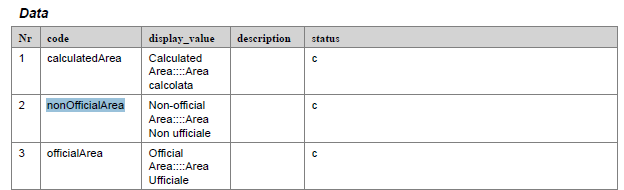 Data
Nr code display_value description status
1 calculatedArea Calculated c
Area::::Area
calcolata
2 nonOfficialArea Non-official c
Area::::Area
Non ufficiale
3 officialArea Official c
Area::::Area
Ufficiale